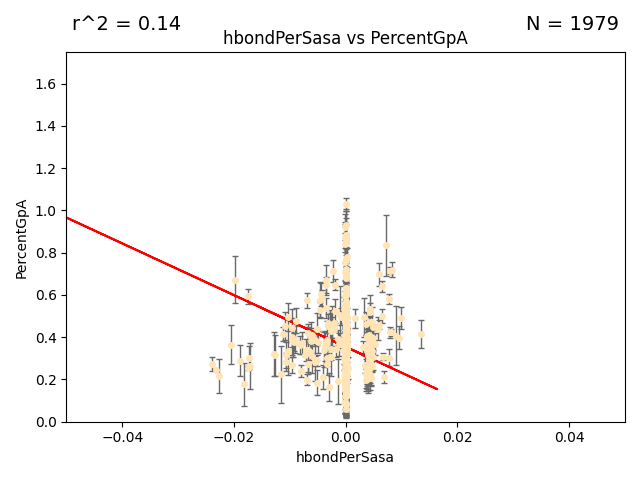 r^2 = 0.14
N = 1979
hbondPerSasa vs PercentGpA
1.6
1.4
1.2
1.0
0.8
0.6
0.4
0.2
0.0
PercentGpA
−0.04
−0.02
0.00
0.02
0.04
hbondPerSasa